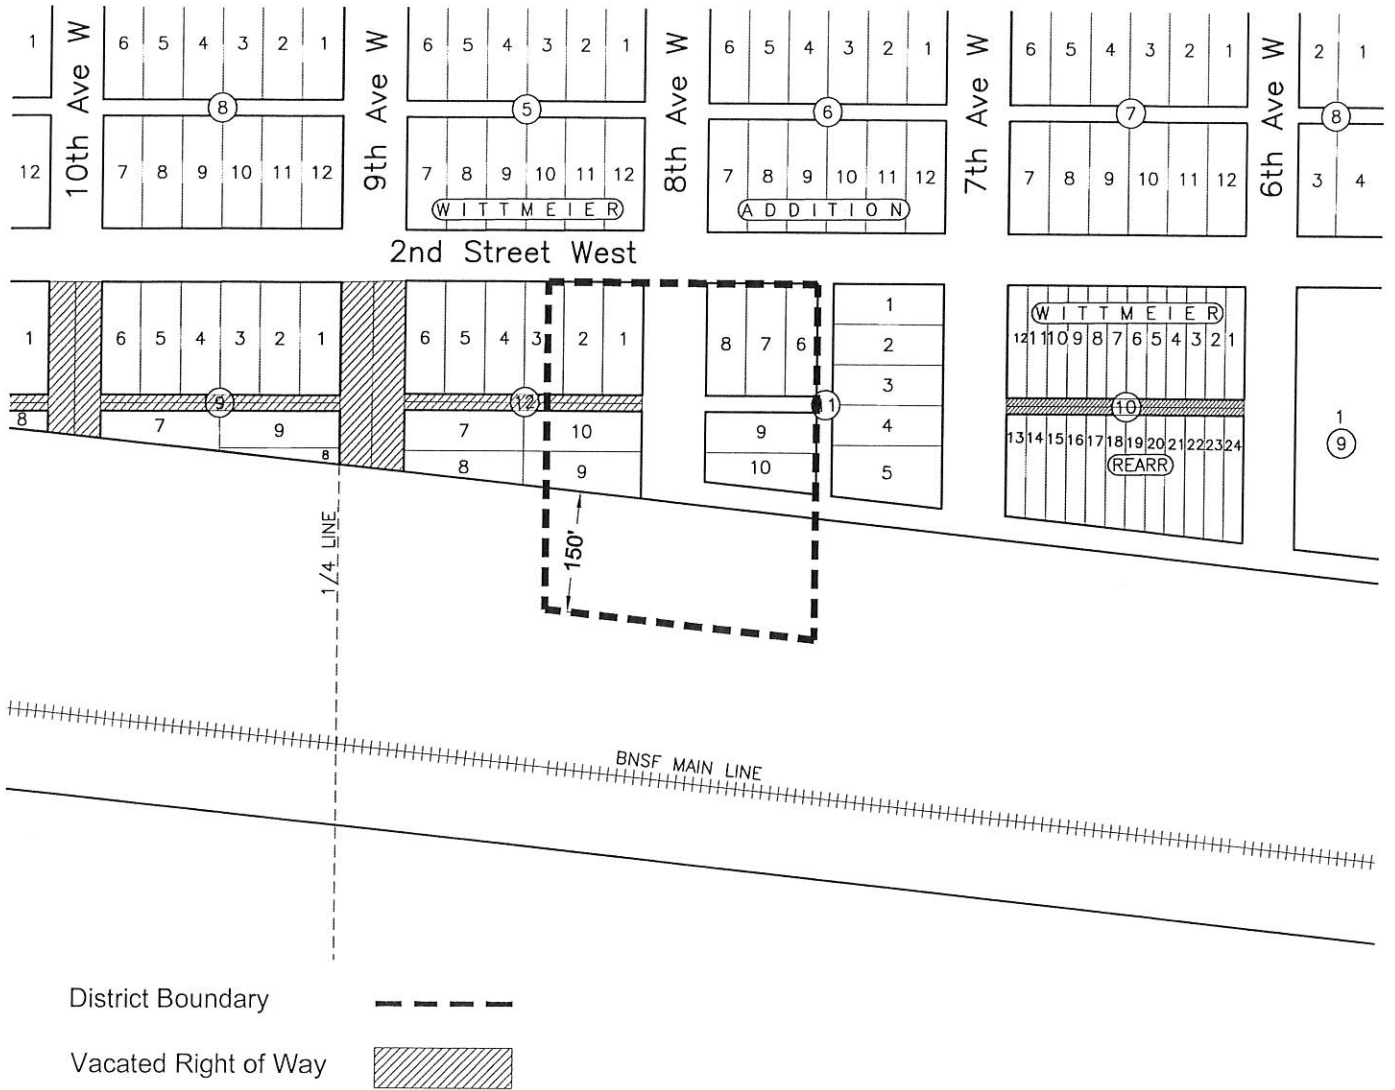 1 10th Ave W 6 5 4 3 2 1 9th Ave W 6 5 4 3 2 1 8th Ave W 6 5 4 3 2 1 7th Ave W 6 5 4 3 2 1 6th Ave W 2 1
8 5 6 7 8
12 7 8 9 10 11 12 7 8 9 10 11 12 7 8 9 10 11 12 7 8 9 10 11 12 3 4
WITTMEIER ADDITION
2nd Street West
1 6 5 4 3 2 1 6 5 4 3 2 1 8 7 6 1
2
3
4
5
WITTMEIER
12 11 10 9 8 7 6 5 4 3 2 1
9 12 11 10
8 7 9 7 10 9
8 8 9 10
13 14 15 16 17 18 19 20 21 22 23 24
REARR
1
9
150'
1/4 LINE
BNSF MAIN LINE
District Boundary
Vacated Right of Way